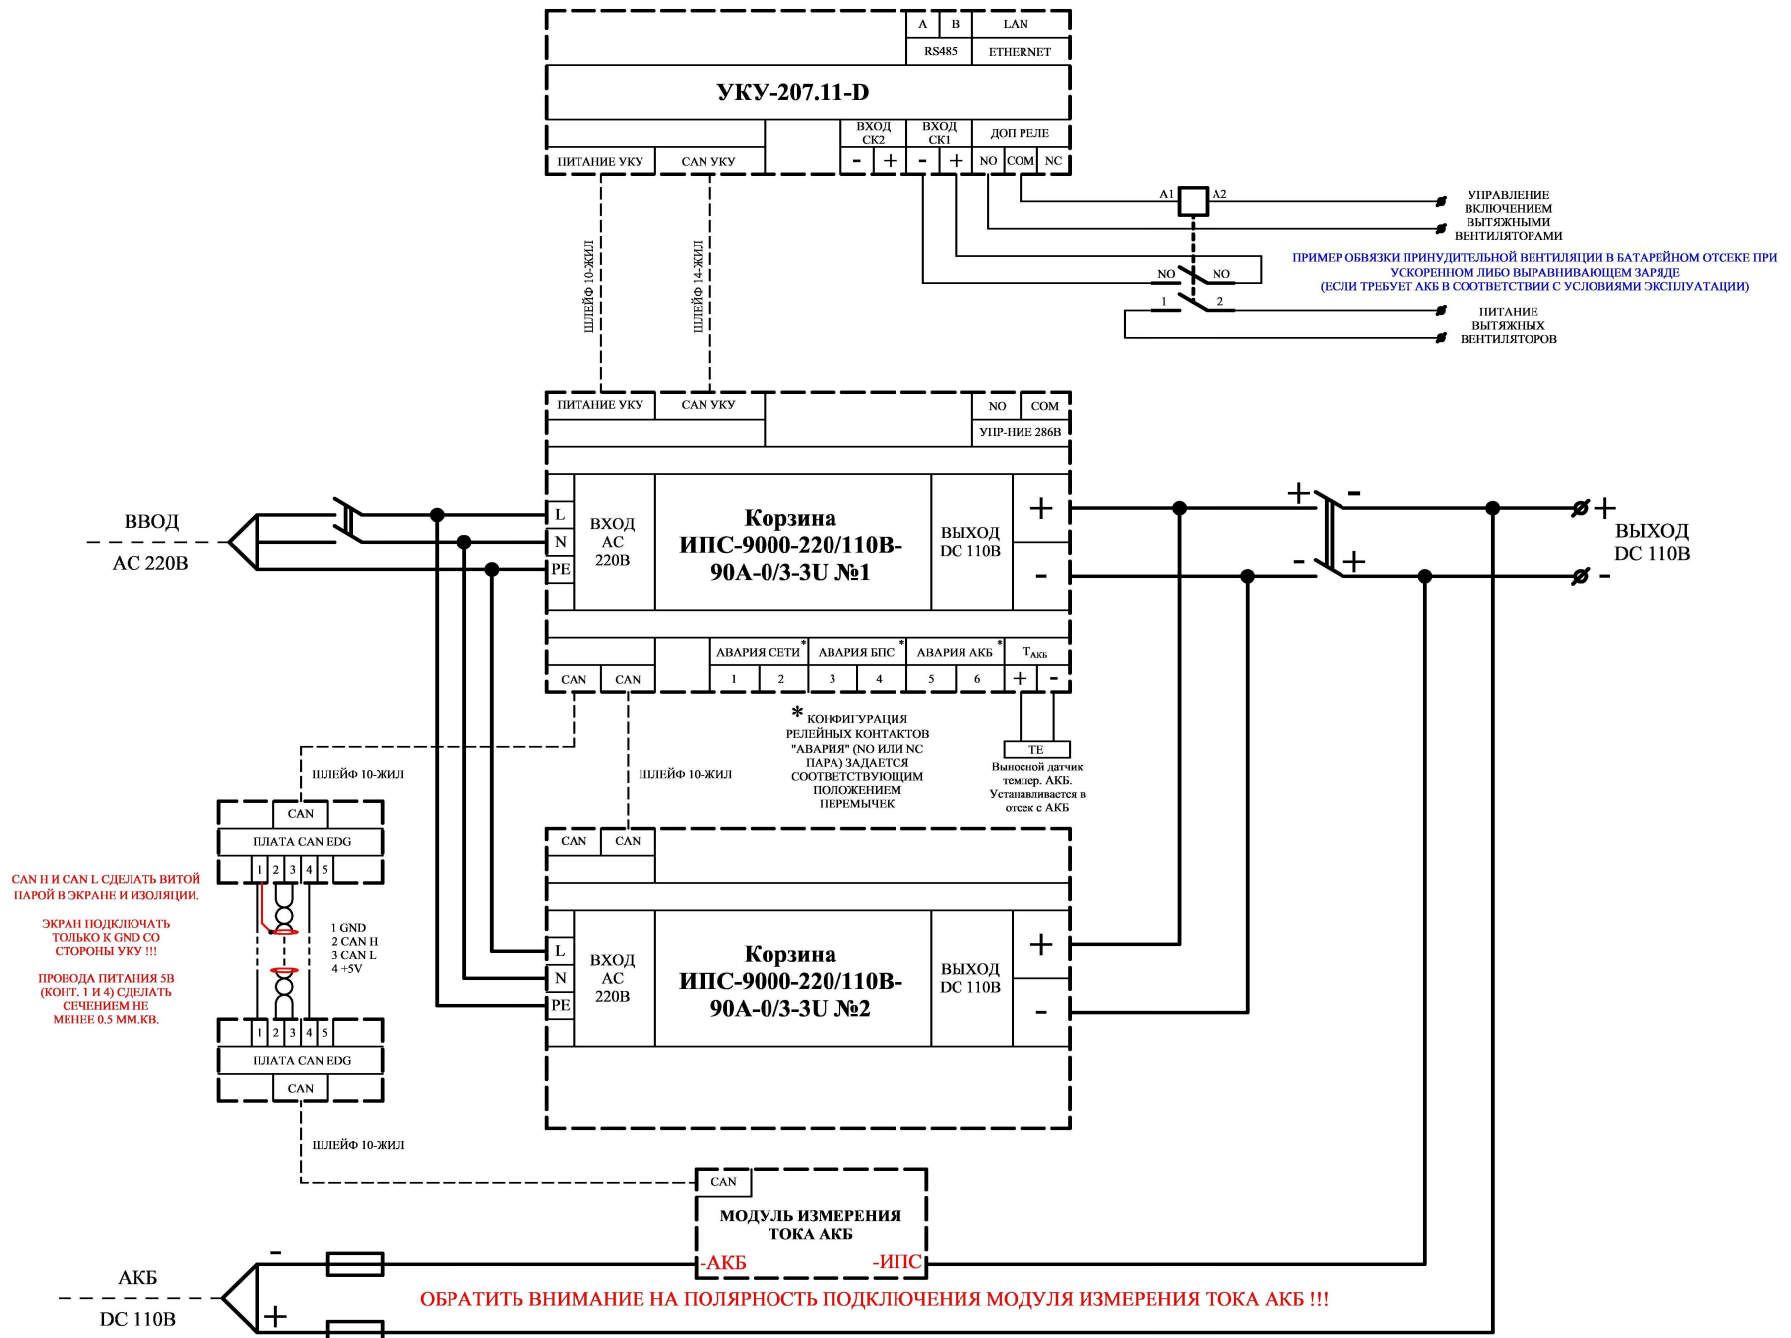 A B LAN
RS485 ETHERNET
УКУ-207.11-D
ВХОД СК2
ВХОД СК1
ДОП РЕЛЕ
ПИТАНИЕ УКУ
CAN УКУ
- + - + NO COM NC
A1 A2
УПРАВЛЕНИЕ
ВКЛЮЧЕНИЕМ
ВЫТЯЖНЫМИ
ВЕНТИЛЯТОРАМИ
ШЛЕЙФ 10-ЖИЛ
ШЛЕЙФ 14-ЖИЛ
ПРИМЕР ОБВЯЗКИ ПРИНУДИТЕЛЬНОЙ ВЕНТИЛЯЦИИ В БАТАРЕЙНОМ ОТСЕКЕ ПРИ
УСКОРЕННОМ ЛИБО ВЫРАВНИВАЮЩЕМ ЗАРЯДЕ
(ЕСЛИ ТРЕБУЕТ АКБ В СООТВЕТСТВИИ С УСЛОВИЯМИ ЭКСПЛУАТАЦИИ)
NO NO
1 2
ПИТАНИЕ
ВЫТЯЖНЫХ
ВЕНТИЛЯТОРОВ
ПИТАНИЕ УКУ
CAN УКУ
NO COM
УПР-НИЕ 286В
ВВОД
AC 220В
L
N
PE
ВХОД
AC
220В
Корзина
ИПС-9000-220/110В-
90А-0/3-3U №1
ВЫХОД
DC 110В
+
-
+ -
- +
+
ВЫХОД
DC 110В
-
АВАРИЯ СЕТИ*
АВАРИЯ БПС*
АВАРИЯ АКБ*
TАКБ
CAN CAN 1 2 3 4 5 6 + -
* КОНФИГУРАЦИЯ
РЕЛЕЙНЫХ КОНТАКТОВ
"АВАРИЯ" (NO ИЛИ NC
ПАРА) ЗАДАЕТСЯ
СООТВЕТСТВУЮЩИМ
ПОЛОЖЕНИЕМ
ПЕРЕМЫЧЕК
TE
Выносной датчик
темпер. АКБ.
Устанавливается в
отсек с АКБ
ШЛЕЙФ 10-ЖИЛ
ШЛЕЙФ 10-ЖИЛ
CAN
ПЛАТА CAN EDG
1 2 3 4 5
CAN H И CAN L СДЕЛАТЬ ВИТОЙ
ПАРОЙ В ЭКРАНЕ И ИЗОЛЯЦИИ.
ЭКРАН ПОДКЛЮЧАТЬ
ТОЛЬКО К GND СО
СТОРОНЫ УКУ !!!
ПРОВОДА ПИТАНИЯ 5В
(КОНТ. 1 И 4) СДЕЛАТЬ
СЕЧЕНИЕМ НЕ
МЕНЕЕ 0.5 ММ.КВ.
1 GND
2 CAN H
3 CAN L
4 +5V
1 2 3 4 5
ПЛАТА CAN EDG
CAN
ШЛЕЙФ 10-ЖИЛ
CAN CAN
L
N
PE
ВХОД
AC
220В
Корзина
ИПС-9000-220/110В-
90А-0/3-3U №2
ВЫХОД
DC 110В
+
-
CAN
МОДУЛЬ ИЗМЕРЕНИЯ
ТОКА АКБ
-АКБ -ИПС
АКБ
DC 110В
-
+
ОБРАТИТЬ ВНИМАНИЕ НА ПОЛЯРНОСТЬ ПОДКЛЮЧЕНИЯ МОДУЛЯ ИЗМЕРЕНИЯ ТОКА АКБ !!!